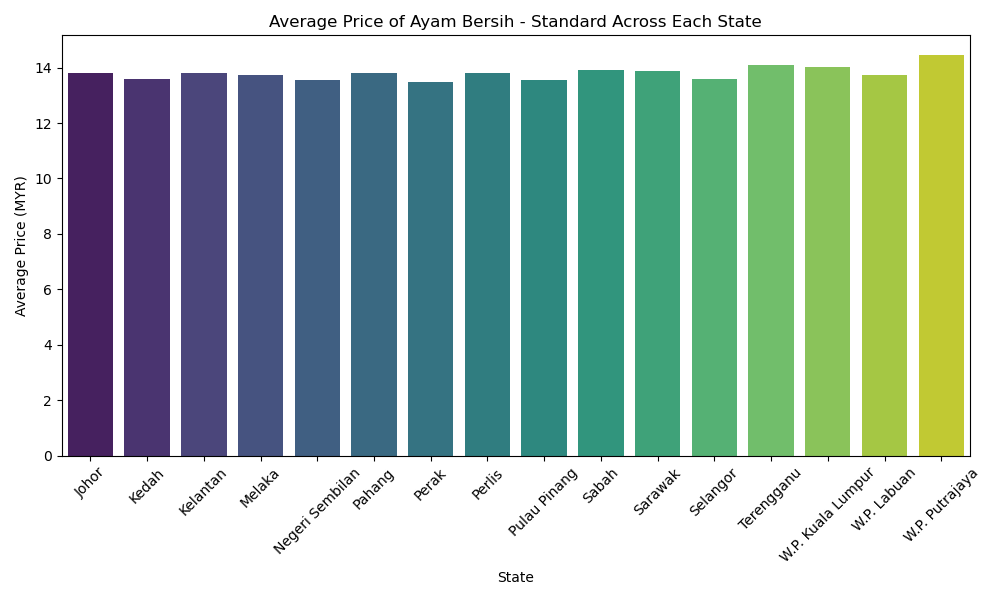 Average Price of Ayam Bersih - Standard Across Each State
Average Price (MYR)
14
12
10
8
6
4
2
0
Johor
Kedah
Kelantan
Melaka
Negeri Sembilan
Pahang
Perak
Perlis
Pulau Pinang
Sabah
Sarawak
Selangor
Terengganu
W.P. Kuala Lumpur
W.P. Labuan
W.P. Putrajaya
State